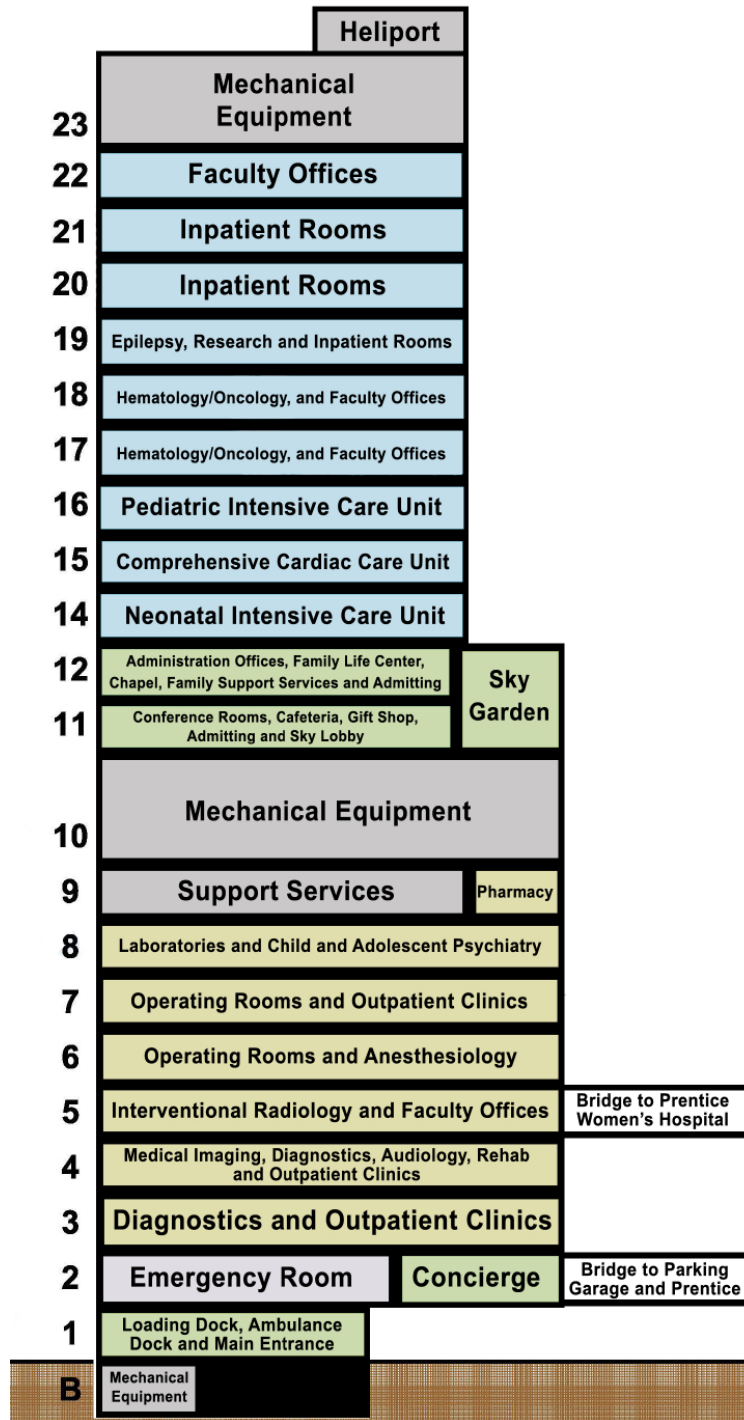 Heliport
Mechanical
Equipment
23
22 Faculty Offices
21 Inpatient Rooms
20 Inpatient Rooms
19 Epilepsy, Research and Inpatient Rooms
18 Hematology/Oncology, and Faculty Offices
17 Hematology/Oncology, and Faculty Offices
16 Pediatric Intensive Care Unit
15 Comprehensive Cardiac Care Unit
14 Neonatal Intensive Care Unit
12 Administration Offices, Family Life Center,
Chapel, Family Support Services and Admitting
11 Conference Rooms, Cafeteria, Gift Shop,
Admitting and Sky Lobby
Sky
Garden
Mechanical Equipment
10
9 Support Services Pharmacy
8 Laboratories and Child and Adolescent Psychiatry
7 Operating Rooms and Outpatient Clinics
6 Operating Rooms and Anesthesiology
5 Interventional Radiology and Faculty Offices
Bridge to Prentice
Women's Hospital
4 Medical Imaging, Diagnostics, Audiology, Rehab
and Outpatient Clinics
3 Diagnostics and Outpatient Clinics
2 Emergency Room Concierge
Bridge to Parking
Garage and Prentice
1 Loading Dock, Ambulance
Dock and Main Entrance
B Mechanical
Equipment